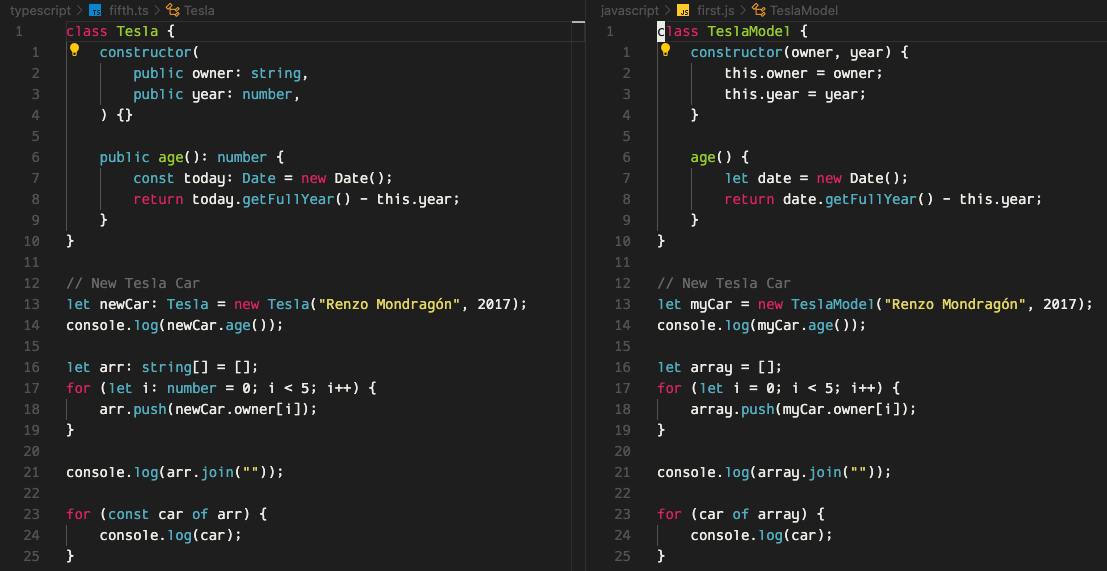 typescript > TS fifth.ts > Tesla
1 class Tesla {
1 constructor(
2 public owner: string,
3 public year: number,
4 ) {}
5
6 public age(): number {
7 const today: Date = new Date();
8 return today.getFullYear() - this.year;
9 }
10 }
11
12 // New Tesla Car
13 let newCar: Tesla = new Tesla("Renzo Mondragón", 2017);
14 console.log(newCar.age());
15
16 let arr: string[] = [];
17 for (let i: number = 0; i < 5; i++) {
18 arr.push(newCar.owner[i]);
19 }
20
21 console.log(arr.join(""));
22
23 for (const car of arr) {
24 console.log(car);
25 }
javascript > JS first.js > TeslaModel
1 class TeslaModel {
1 constructor(owner, year) {
2 this.owner = owner;
3 this.year = year;
4 }
5
6 age() {
7 let date = new Date();
8 return date.getFullYear() - this.year;
9 }
10 }
11
12 // New Tesla Car
13 let myCar = new TeslaModel("Renzo Mondragón", 2017);
14 console.log(myCar.age());
15
16 let array = [];
17 for (let i = 0; i < 5; i++) {
18 array.push(myCar.owner[i]);
19 }
20
21 console.log(array.join(""));
22
23 for (car of array) {
24 console.log(car);
25 }